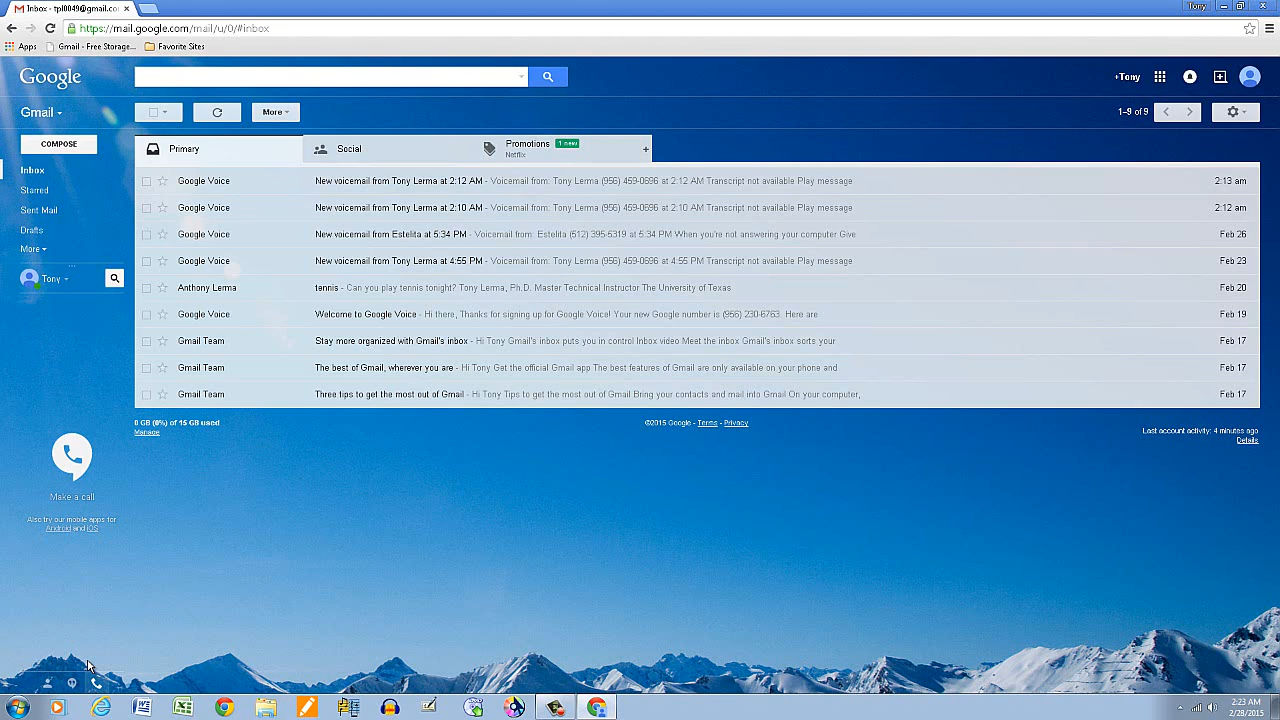 Inbox - tpl0049@gmail.co
Tony
https://mail.google.com/mail/u/0/#inbox
Apps Gmail - Free Storage... Favorite Sites
Google
+Tony
Gmail
More
1–9 of 9
COMPOSE
Primary
Social
Promotions 1 new
Netflix
+
Inbox
Starred
Sent Mail
Drafts
More
Tony
Google Voice New voicemail from Tony Lerma at 2:12 AM - Voicemail from: Tony Lerma (956) 459-0696 at 2:12 AM Transcript not available Play message 2:13 am
Google Voice New voicemail from Tony Lerma at 2:10 AM - Voicemail from: Tony Lerma (956) 459-0696 at 2:10 AM Transcript not available Play message 2:12 am
Google Voice New voicemail from Estelita at 5:34 PM - Voicemail from: Estelita (512) 395-5319 at 5:34 PM When you're not answering your computer Give Feb 26
Google Voice New voicemail from Tony Lerma at 4:55 PM - Voicemail from: Tony Lerma (956) 459-0696 at 4:55 PM Transcript not available Play message Feb 23
Anthony Lerma tennis - Can you play tennis tonight? Tony Lerma, Ph.D. Master Technical Instructor The University of Texas Feb 20
Google Voice Welcome to Google Voice - Hi there, Thanks for signing up for Google Voice! Your new Google number is (956) 230-6763. Here are Feb 19
Gmail Team Stay more organized with Gmail's inbox - Hi Tony Gmail's inbox puts you in control Inbox video Meet the inbox Gmail's inbox sorts your Feb 17
Gmail Team The best of Gmail, wherever you are - Hi Tony Get the official Gmail app The best features of Gmail are only available on your phone and Feb 17
Gmail Team Three tips to get the most out of Gmail - Hi Tony Tips to get the most out of Gmail Bring your contacts and mail into Gmail On your computer, Feb 17
0 GB (0%) of 15 GB used
Manage
©2015 Google - Terms - Privacy
Last account activity: 4 minutes ago
Details
Make a call
Also try our mobile apps for
Android and iOS
2:23 AM
2/28/2015